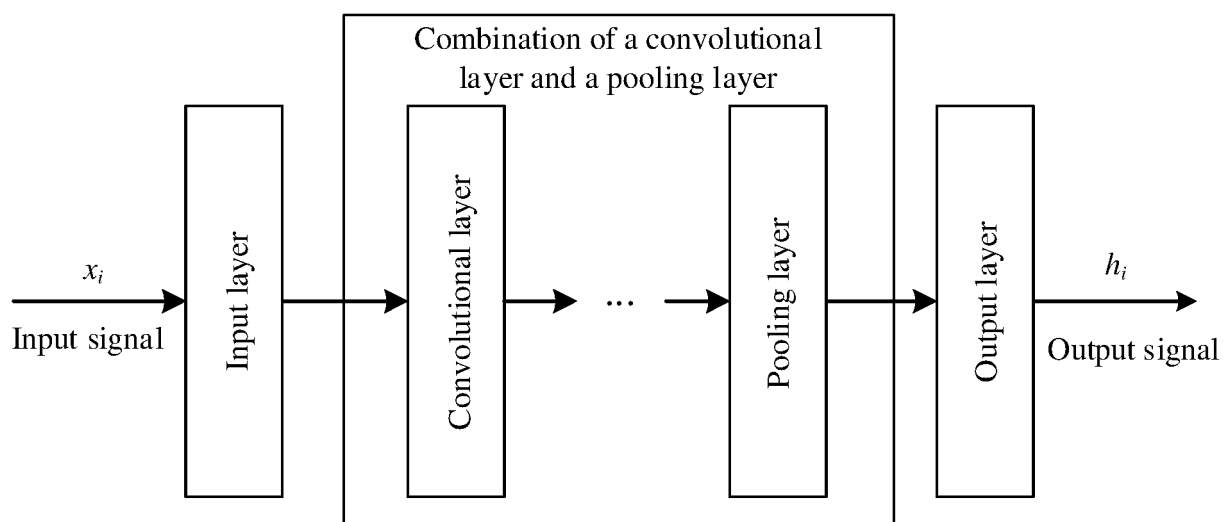 Combination of a convolutional
layer and a pooling layer
x_i
Input signal
Input layer
Convolutional layer
...
Pooling layer
Output layer
h_i
Output signal